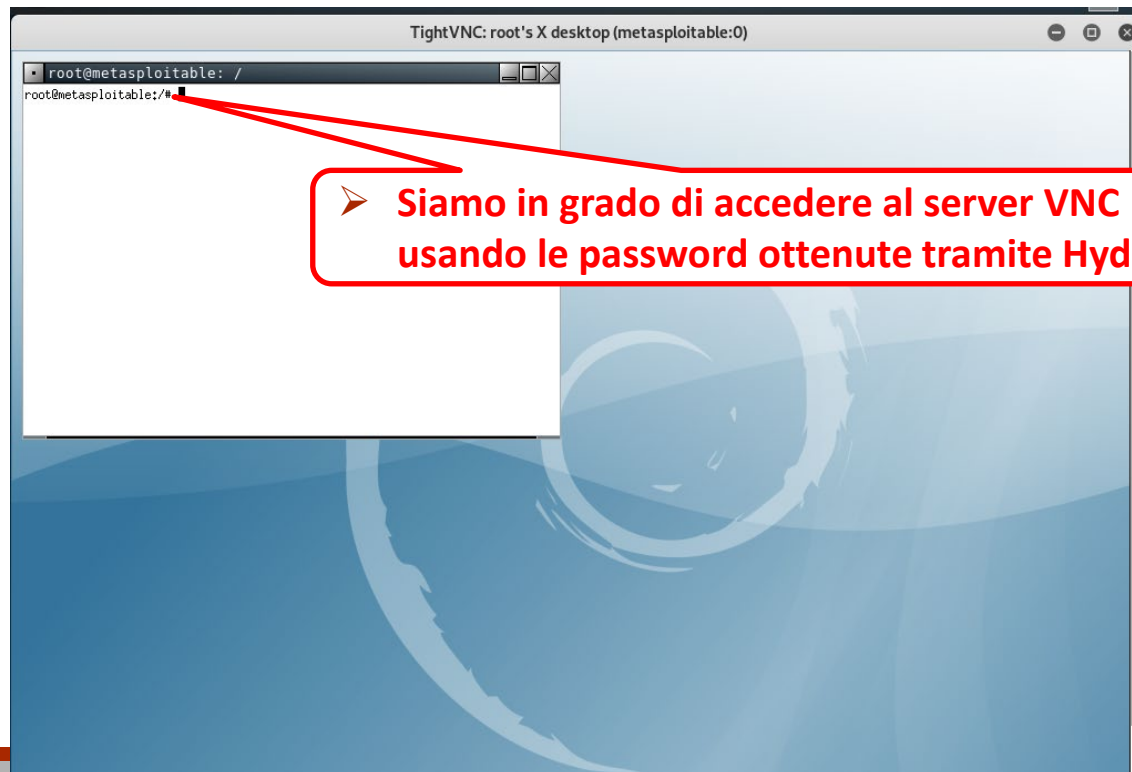 TightVNC: root's X desktop (metasploitable:0)
root@metasploitable: /
root@metasploitable:/#
➢ Siamo in grado di accedere al server VNC
usando le password ottenute tramite Hyd